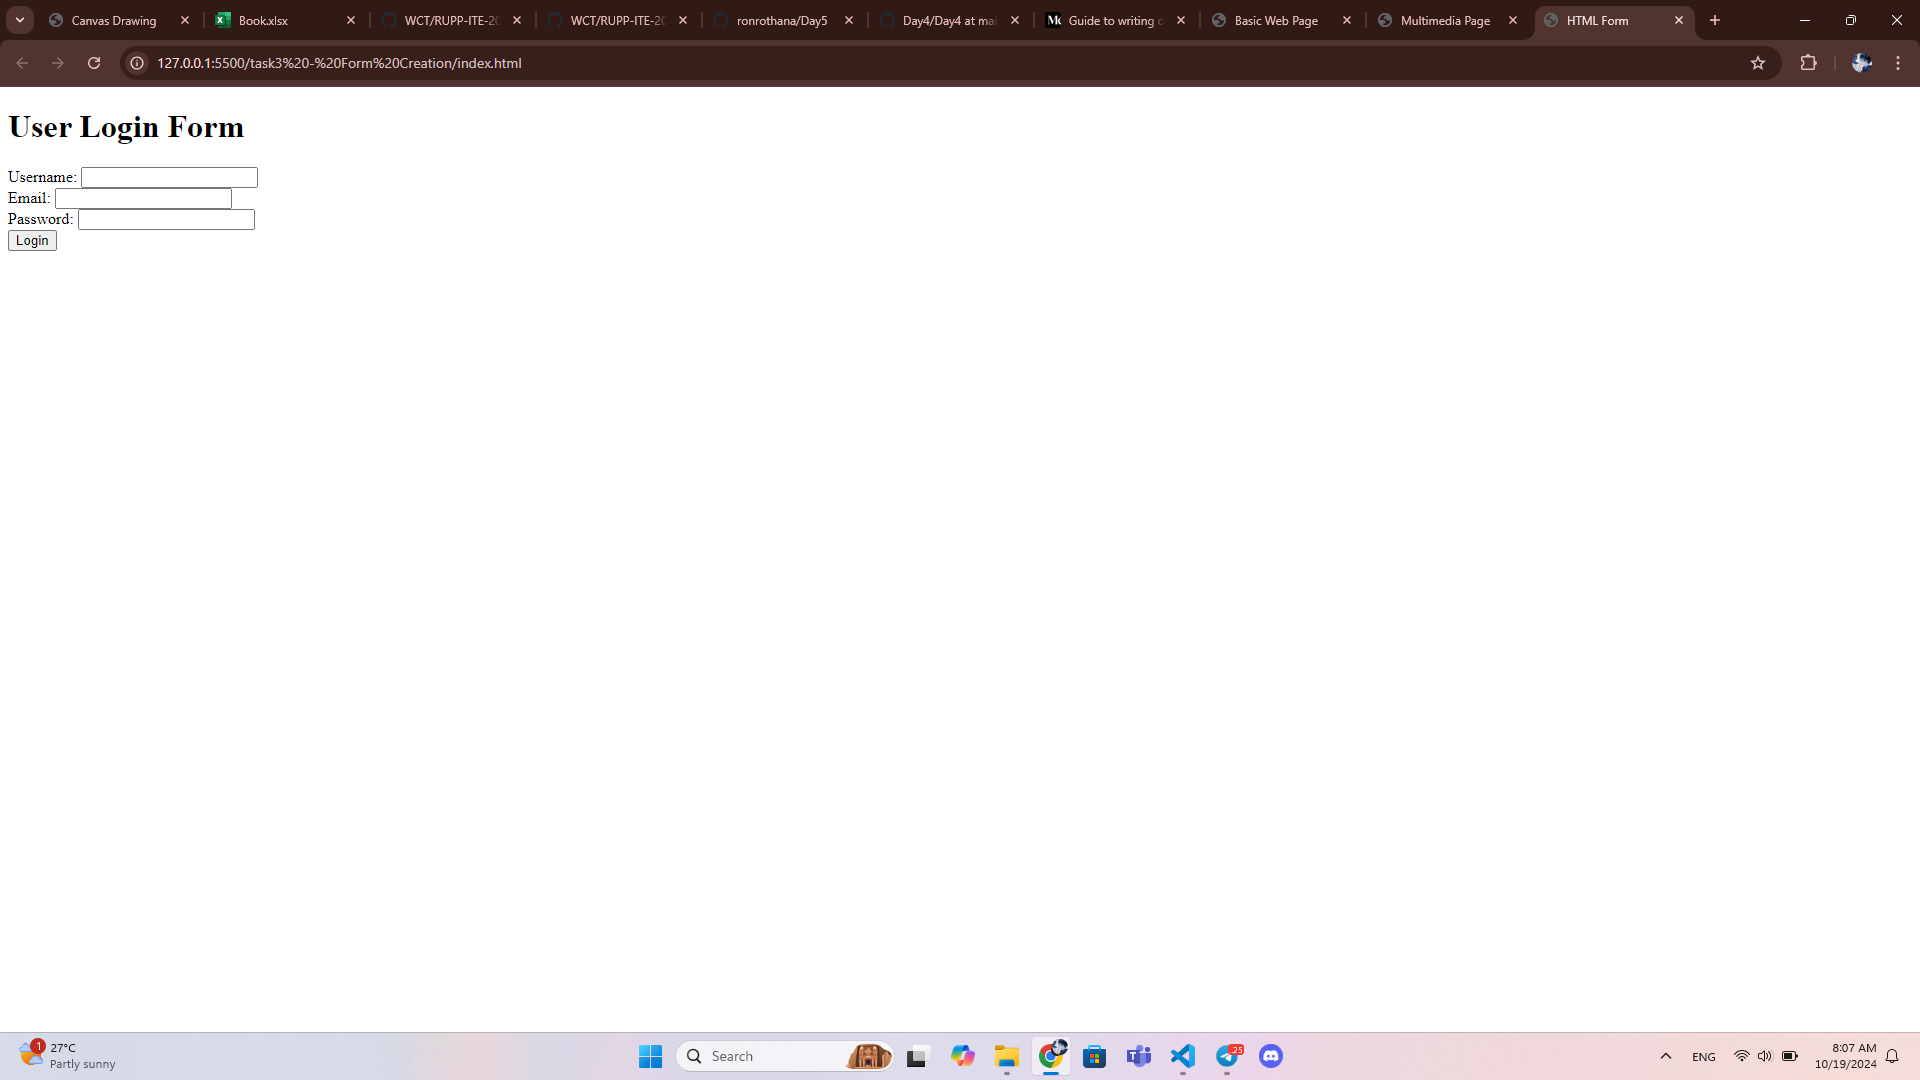 Canvas Drawing
Book.xlsx
WCT/RUPP-ITE-20
WCT/RUPP-ITE-20
ronrothana/Day5
Day4/Day4 at mai
Guide to writing o
Basic Web Page
Multimedia Page
HTML Form
127.0.0.1:5500/task3%20-%20Form%20Creation/index.html
User Login Form
Username:
Email:
Password:
Login
1
27°C
Partly sunny
Search
25
ENG
8:07 AM
10/19/2024